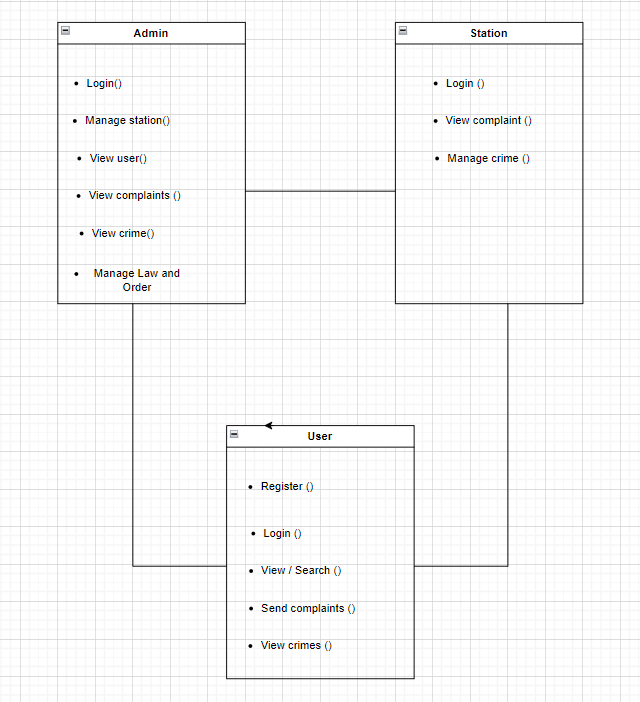 Admin
• Login()
• Manage station()
• View user()
• View complaints ()
• View crime()
• Manage Law and
Order
Station
• Login ()
• View complaint ()
• Manage crime ()
User
• Register ()
• Login ()
• View / Search ()
• Send complaints ()
• View crimes ()